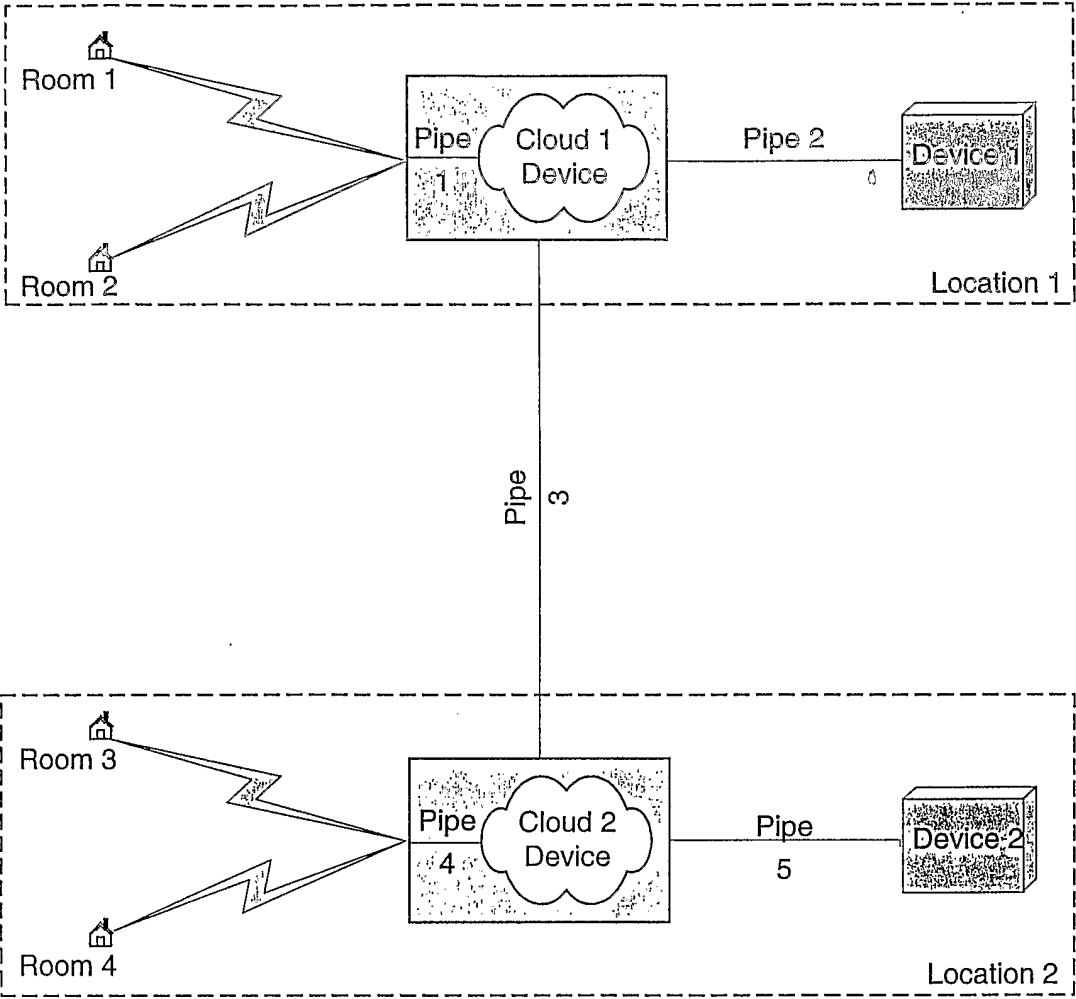 Room 1
Pipe
1
Cloud 1
Device
Pipe 2
Device 1
Room 2
Location 1
Pipe
3
Room 3
Pipe
4
Cloud 2
Device
Pipe
5
Device 2
Room 4
Location 2